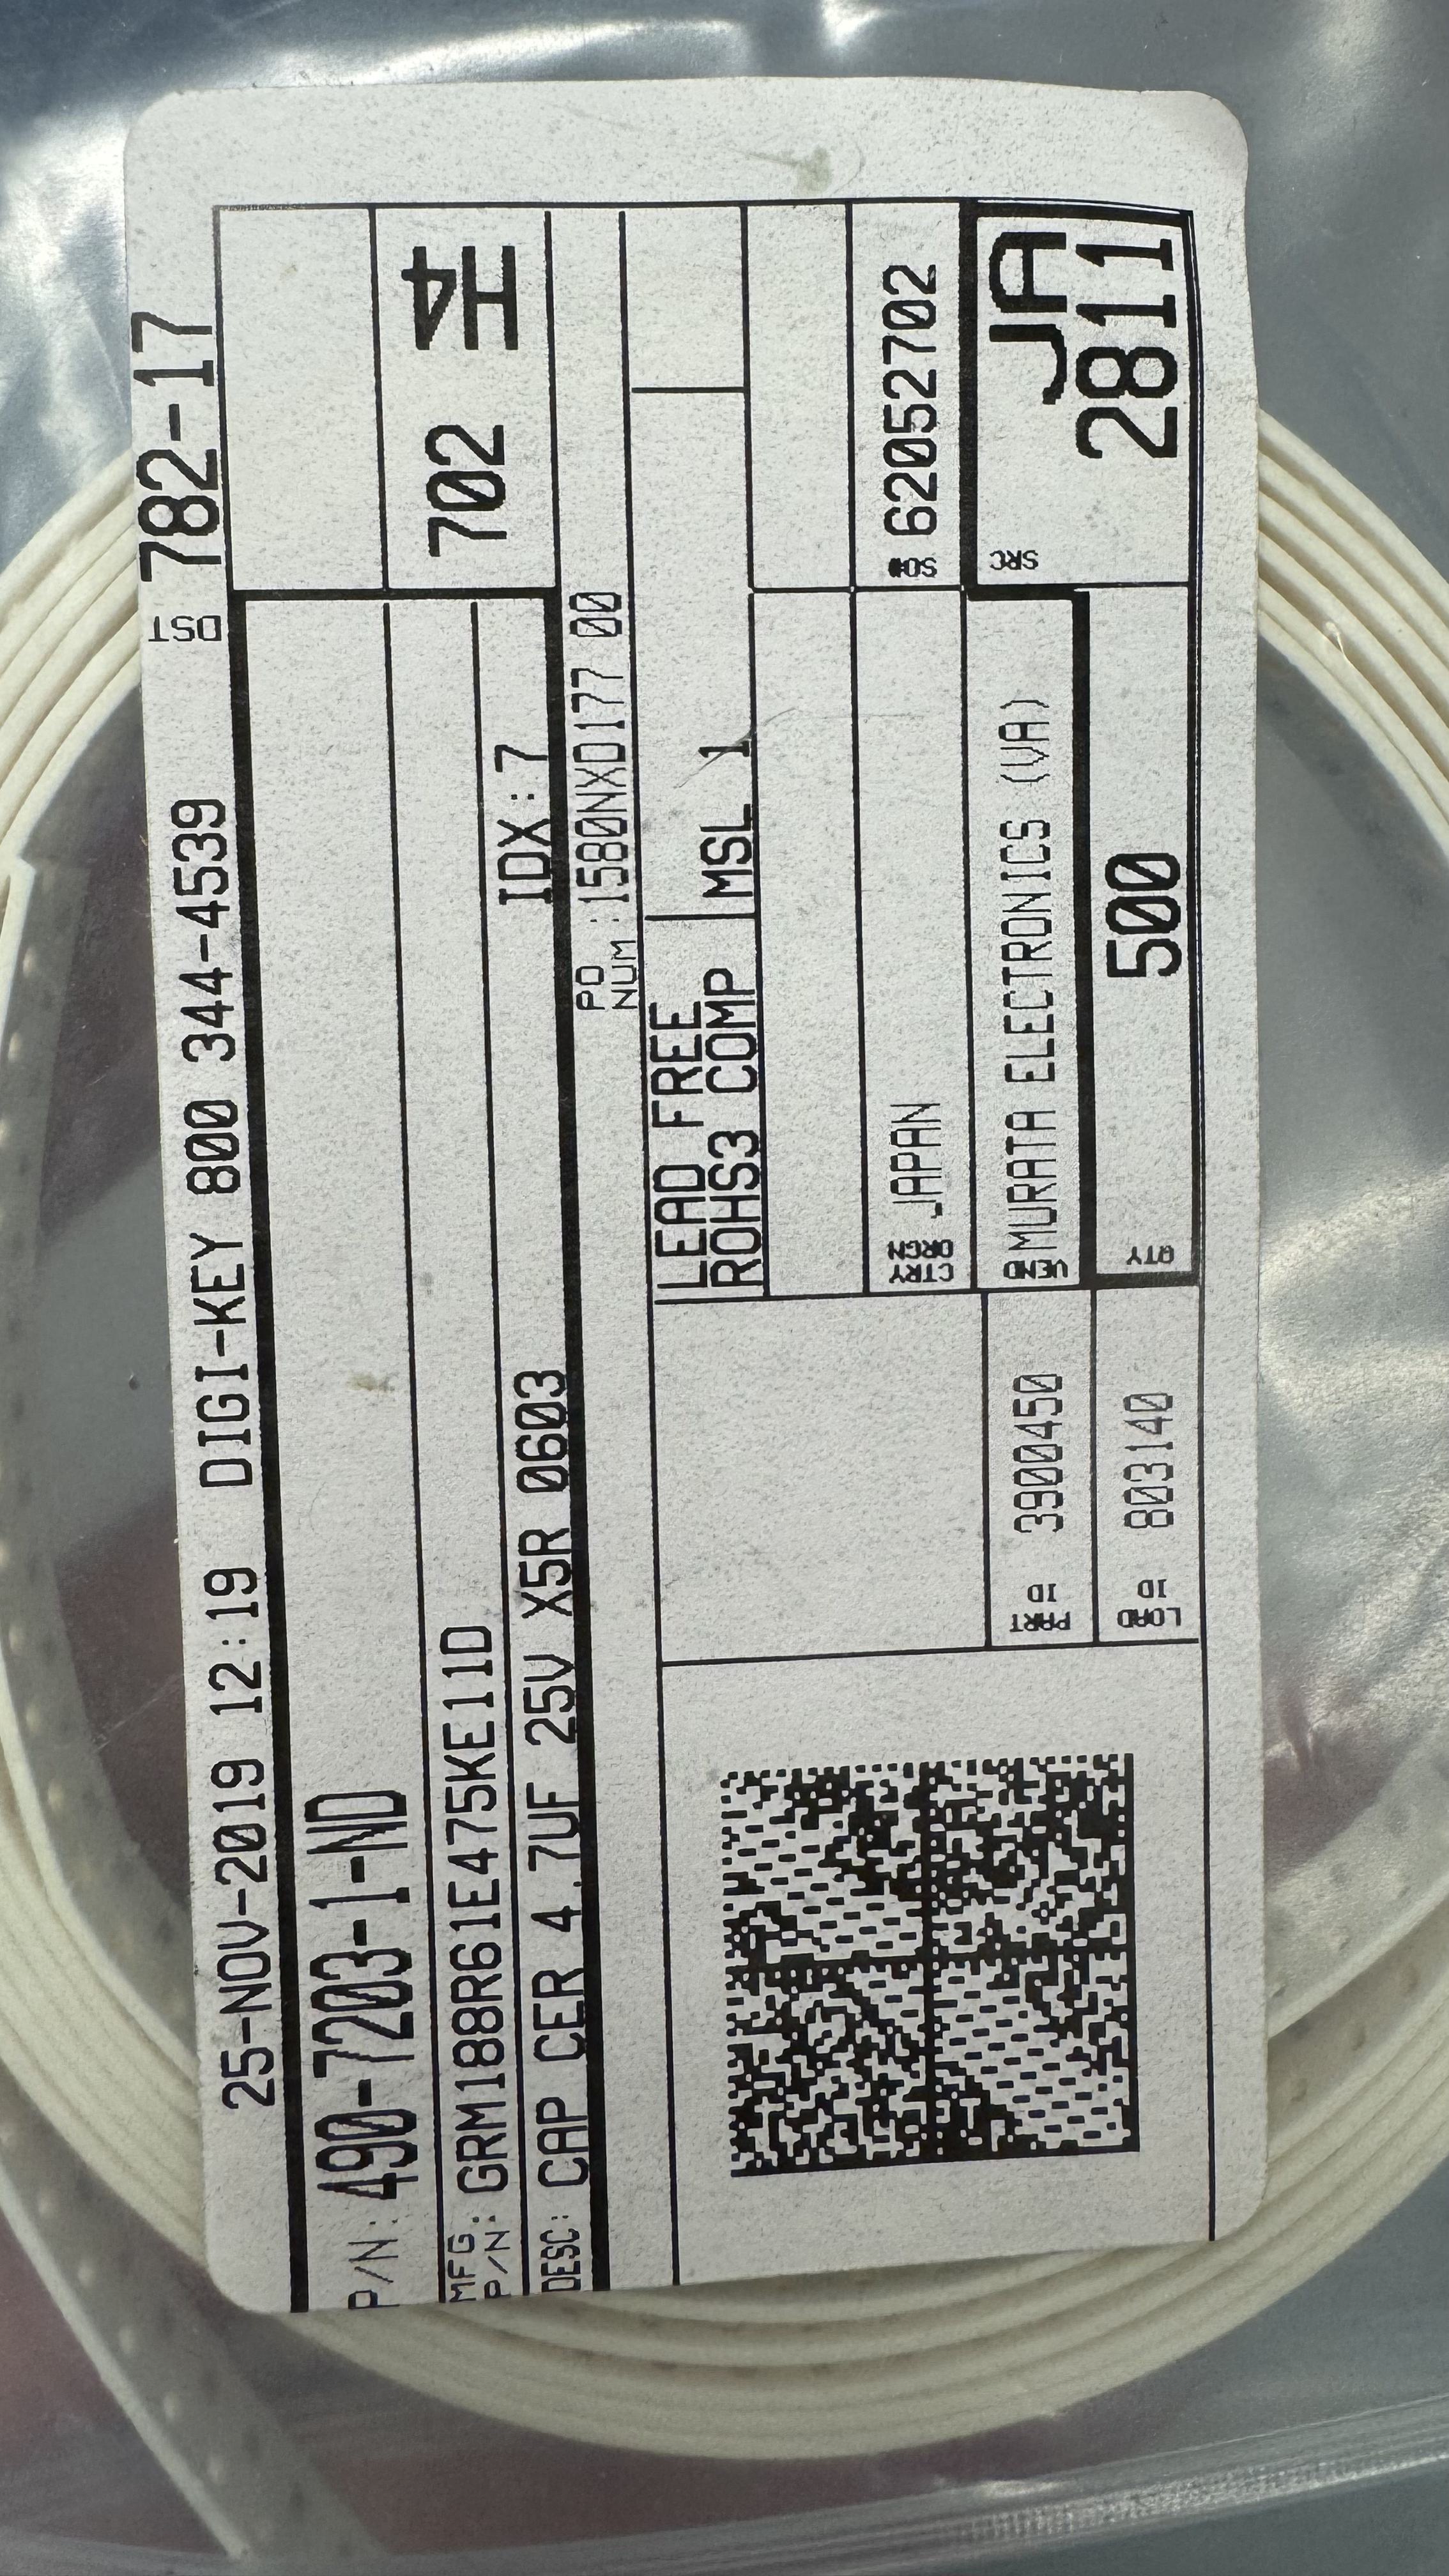 25-NOV-2019 12:19 DIGI-KEY 800 344-4539 DST 782-17
P/N: 490-7203-1-ND
MFG
P/N: GRM188R61E475KE11D
702 H4
DESC: CAP CER 4.7UF 25V X5R 0603 IDX:7
PO
NUM :1580NXD177 00
LEAD FREE
ROHS3 COMP MSL 1
CTRY
ORGN JAPAN
SO# 62052702
PART
ID 3900450
VEND MURATA ELECTRONICS (VA)
SRC JA
2811
LOAD
ID 803140
QTY 500